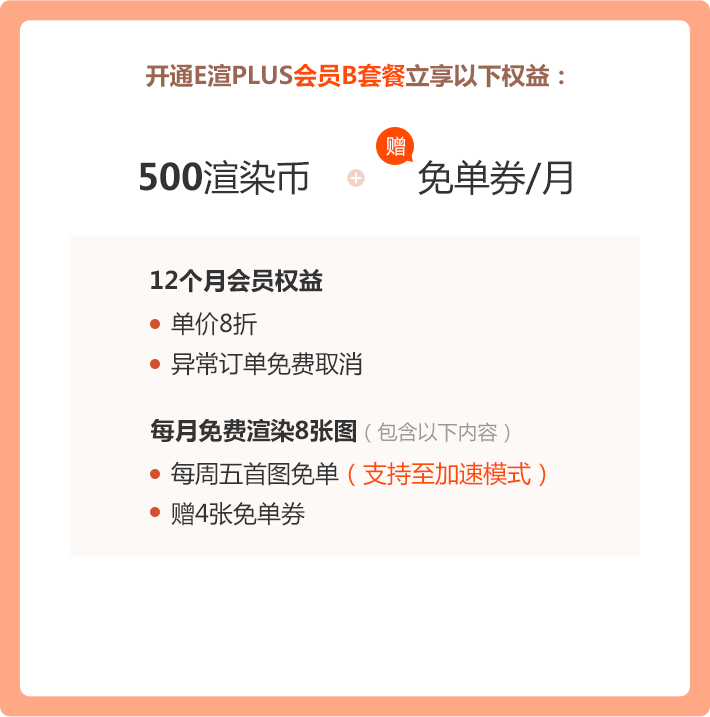 开通E渲PLUS会员B套餐立享以下权益：
赠
500渲染币 + 免单券/月
12个月会员权益
单价8折
异常订单免费取消
每月免费渲染8张图（包含以下内容）
每周五首图免单（支持至加速模式）
赠4张免单券